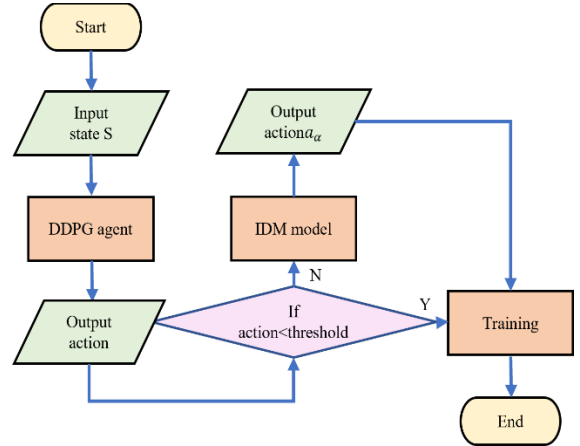 Start
Input
state S
DDPG agent
Output
action
If
action<threshold
N
Y
IDM model
Output
actionaα
Training
End